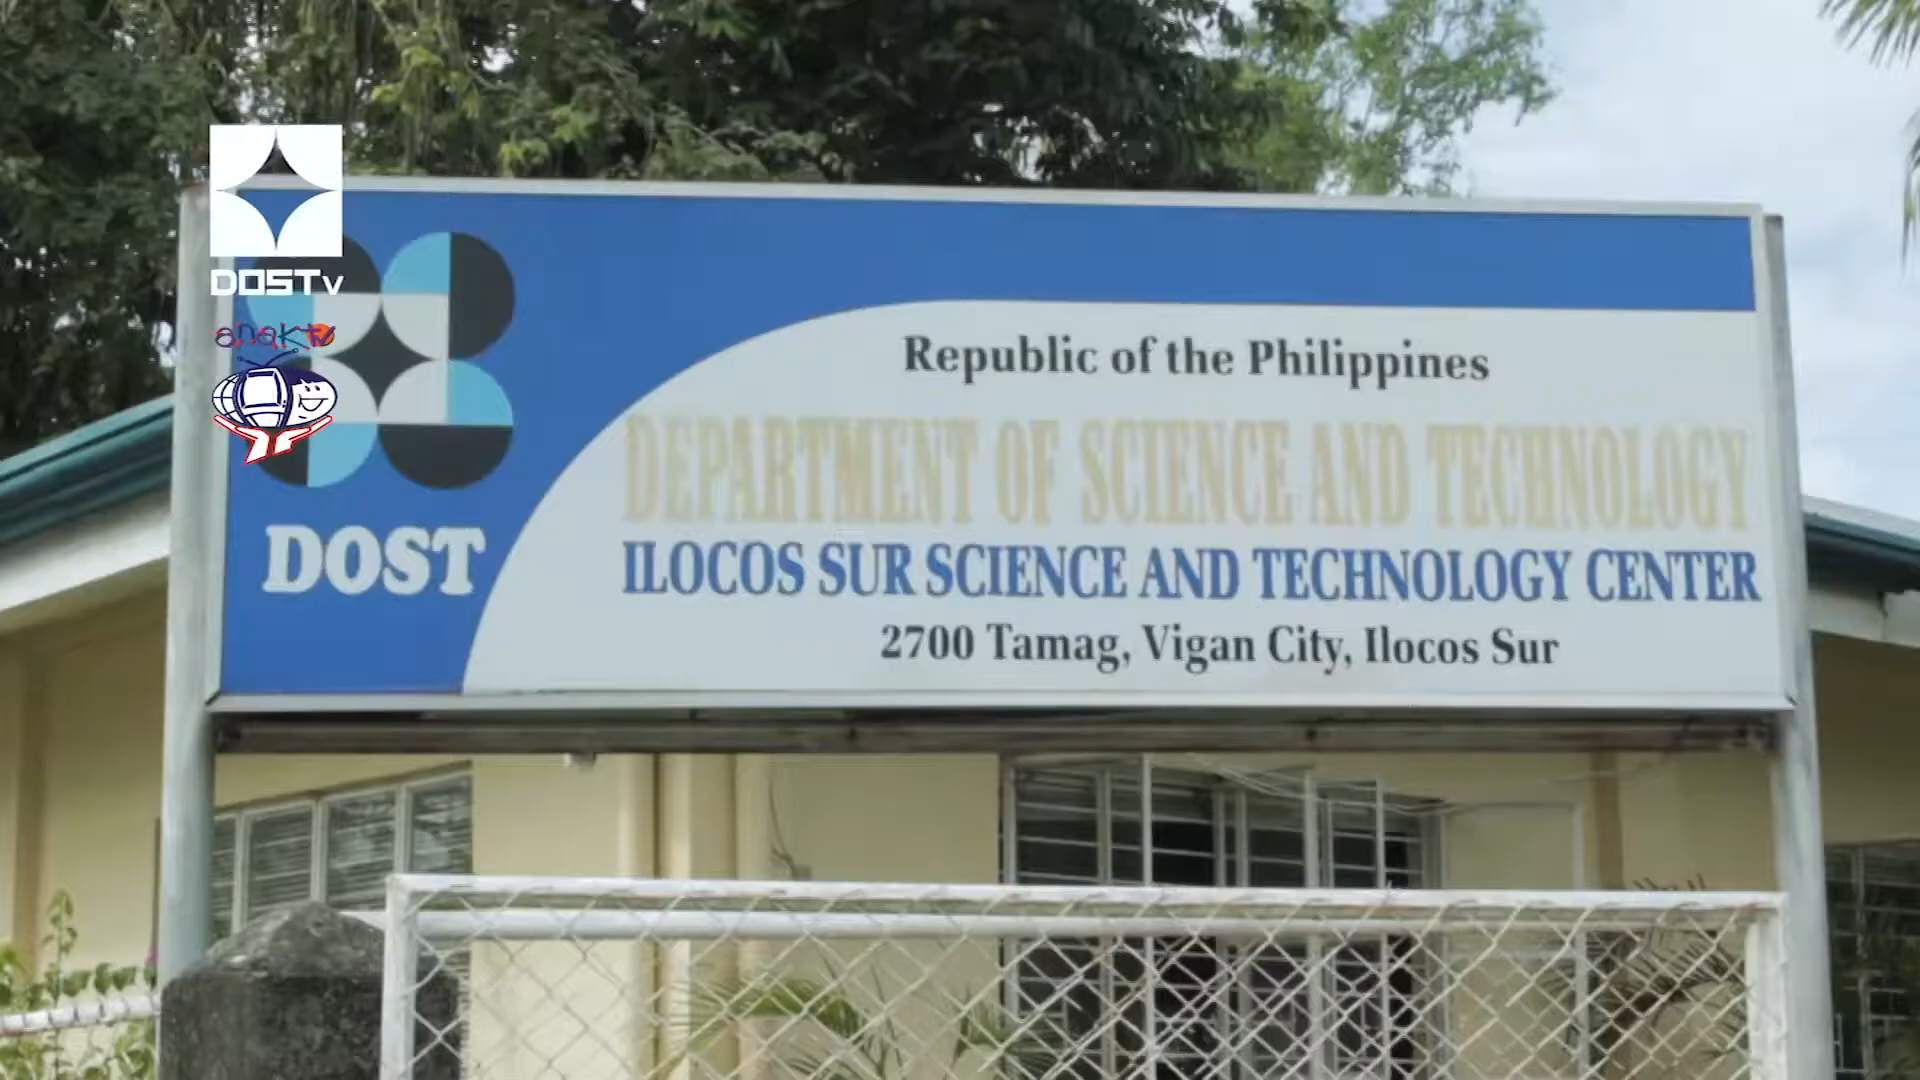 DOSTv
anaktv
DOST
Republic of the Philippines
DEPARTMENT OF SCIENCE AND TECHNOLOGY
ILOCOS SUR SCIENCE AND TECHNOLOGY CENTER
2700 Tamag, Vigan City, Ilocos Sur